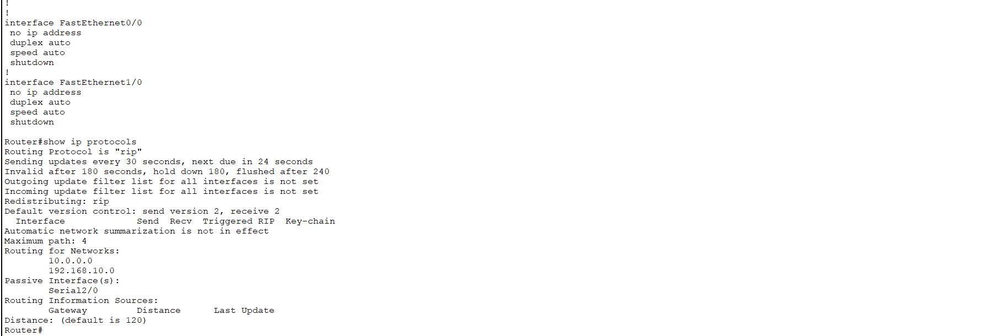 !
!
interface FastEthernet0/0
 no ip address
 duplex auto
 speed auto
 shutdown
!
interface FastEthernet1/0
 no ip address
 duplex auto
 speed auto
 shutdown

Router#show ip protocols
Routing Protocol is "rip"
Sending updates every 30 seconds, next due in 24 seconds
Invalid after 180 seconds, hold down 180, flushed after 240
Outgoing update filter list for all interfaces is not set
Incoming update filter list for all interfaces is not set
Redistributing: rip
Default version control: send version 2, receive 2
  Interface             Send  Recv  Triggered RIP  Key-chain
Automatic network summarization is not in effect
Maximum path: 4
Routing for Networks:
        10.0.0.0
        192.168.10.0
Passive Interface(s):
        Serial2/0
Routing Information Sources:
        Gateway         Distance      Last Update
Distance: (default is 120)
Router#